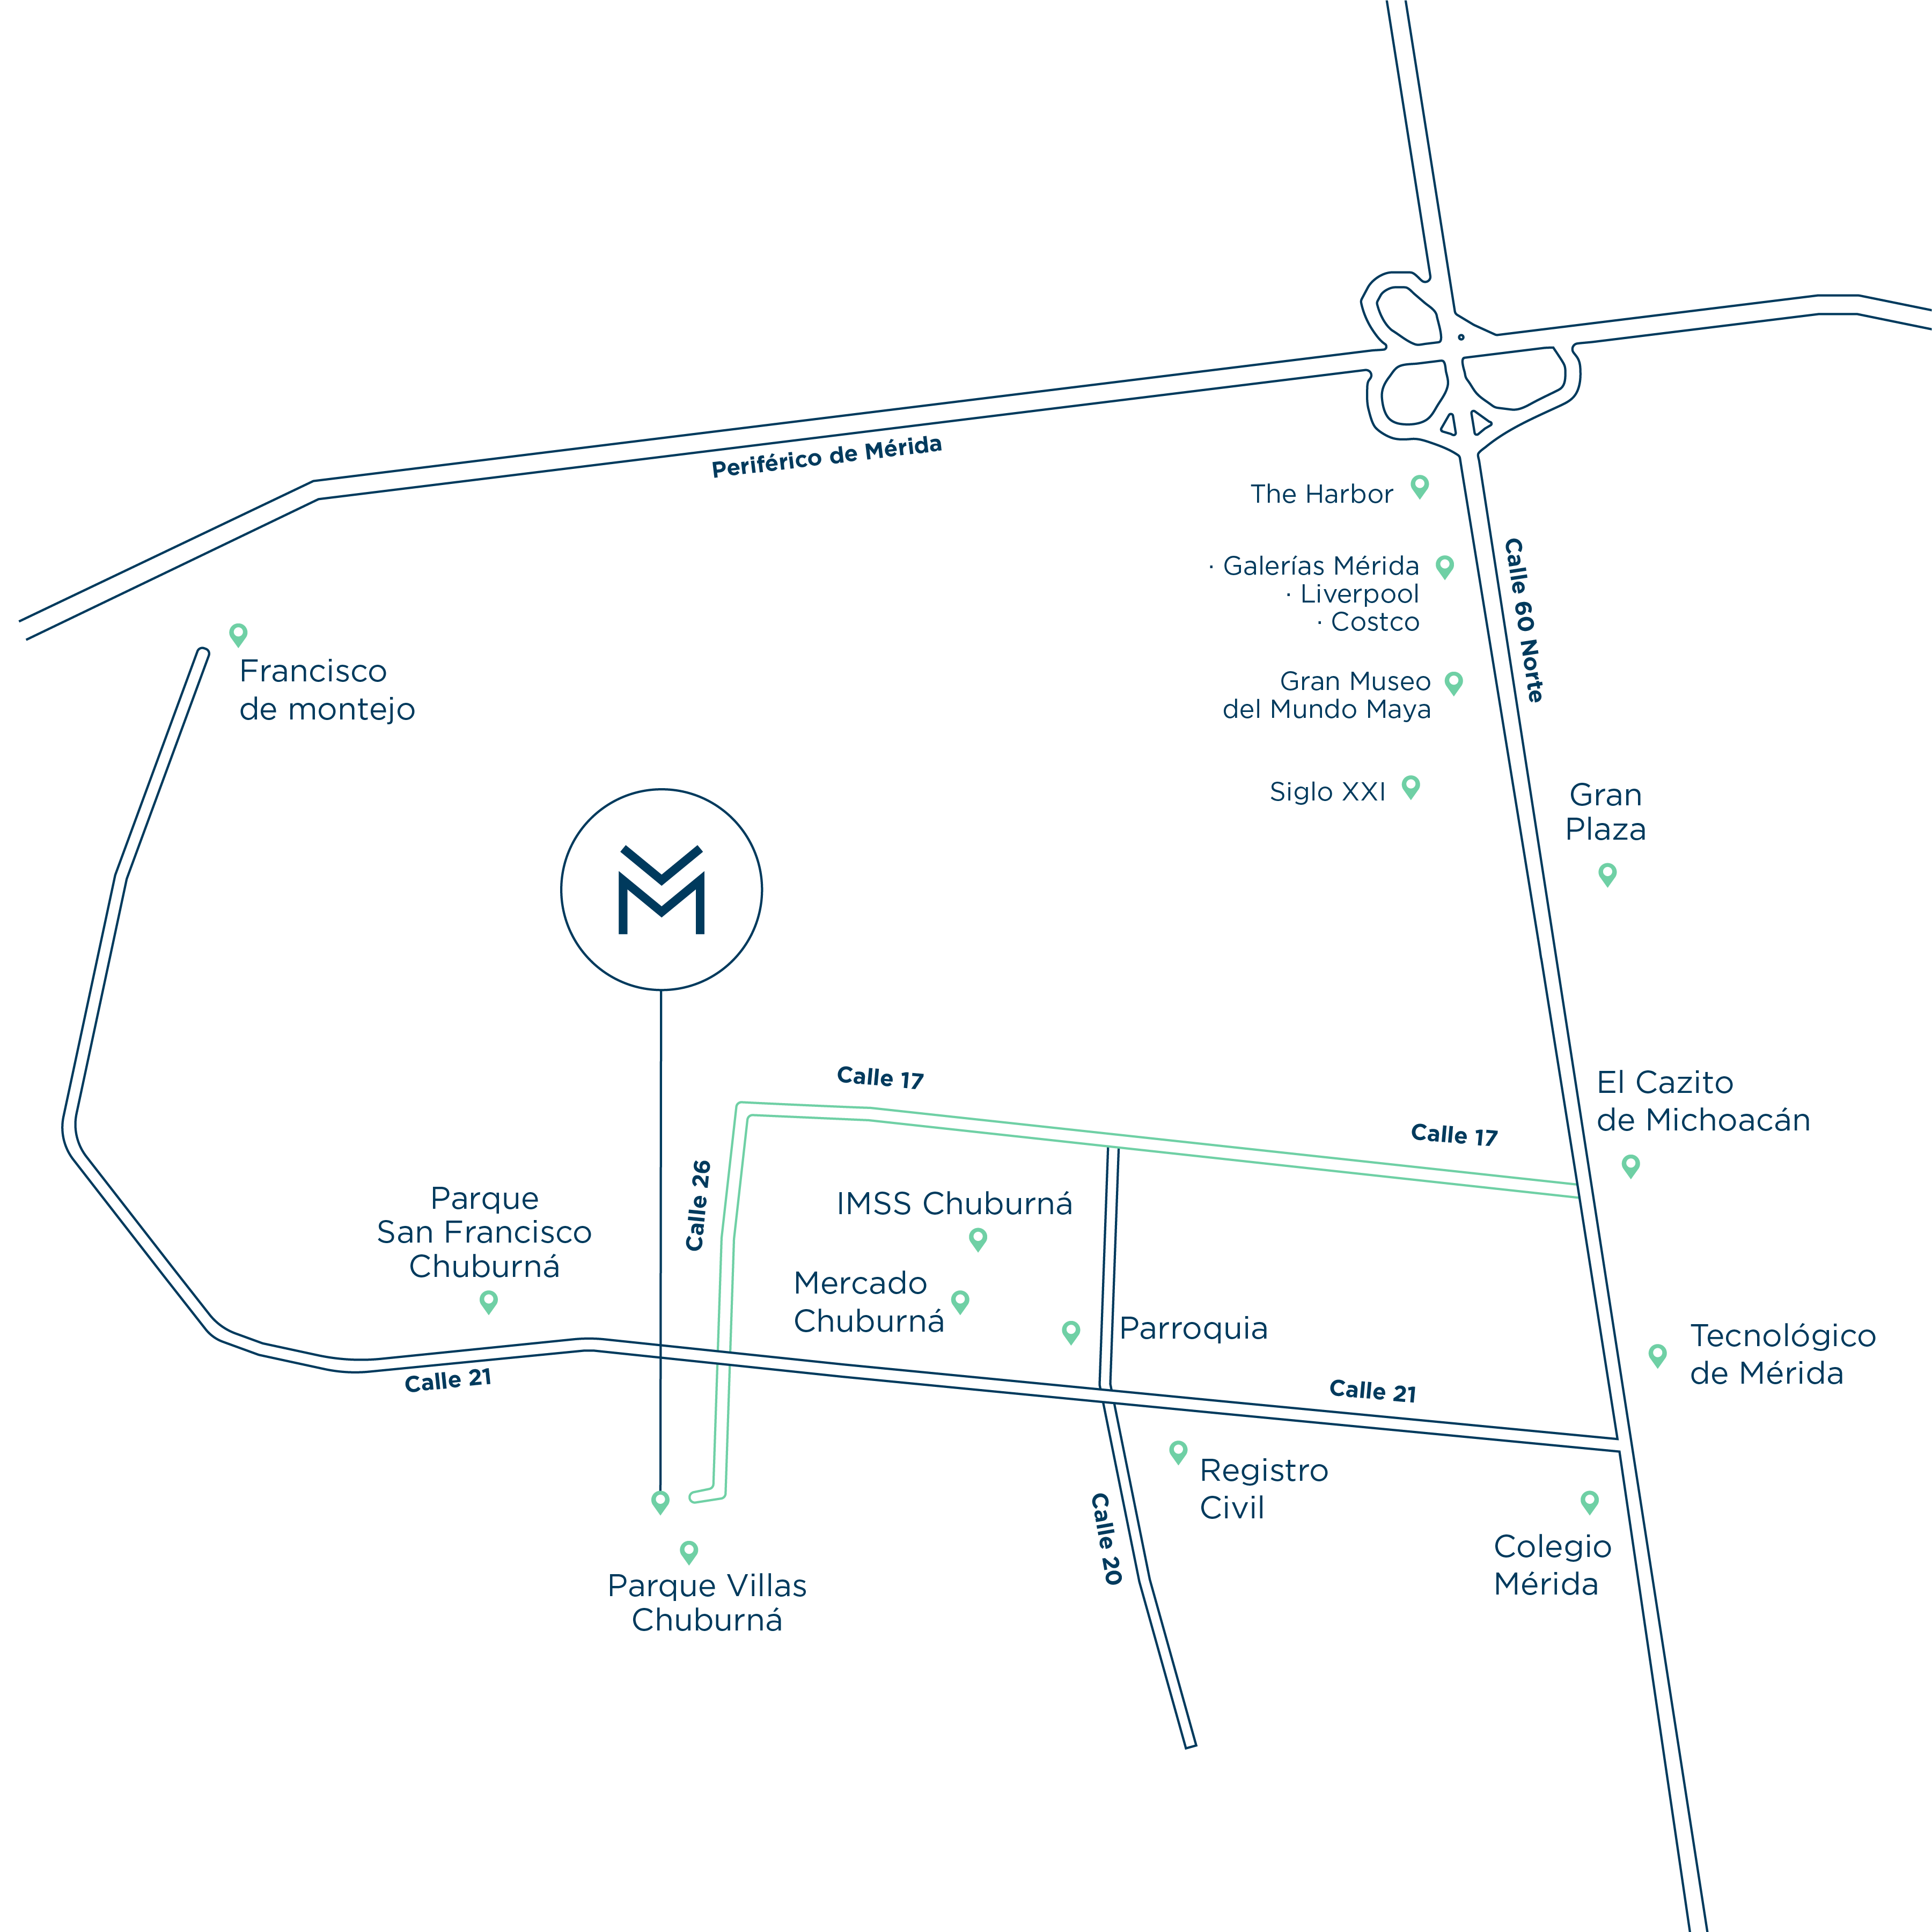 Periférico de Mérida
The Harbor
· Galerías Mérida
· Liverpool
· Costco
Calle 60 Norte
Francisco
de montejo
Gran Museo
del Mundo Maya
Siglo XXI
Gran
Plaza
M
Calle 17
El Cazito
de Michoacán
Calle 17
Calle 26
Parque
San Francisco
Chuburná
IMSS Chuburná
Mercado
Chuburná
Parroquia
Tecnológico
de Mérida
Calle 21
Calle 21
Registro
Civil
Calle 20
Colegio
Mérida
Parque Villas
Chuburná